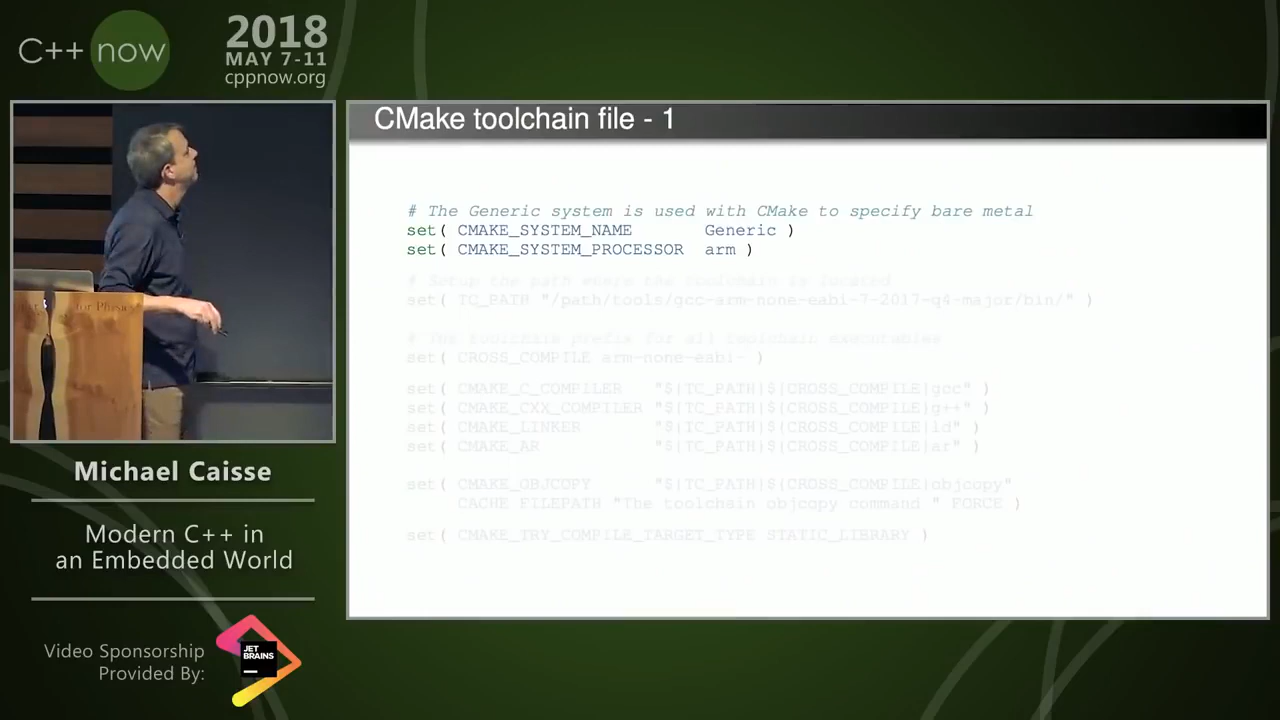 C++ now
2018
MAY 7-11
cppnow.org
CMake toolchain file - 1
# The Generic system is used with CMake to specify bare metal
set( CMAKE_SYSTEM_NAME Generic )
set( CMAKE_SYSTEM_PROCESSOR arm )
# Setup the path where the toolchain is located
set( TC_PATH "/path/tools/gcc-arm-none-eabi-7-2017-q4-major/bin/" )
# The toolchain prefix for all toolchain executables
set( CROSS_COMPILE arm-none-eabi- )
set( CMAKE_C_COMPILER "${TC_PATH}${CROSS_COMPILE}gcc" )
set( CMAKE_CXX_COMPILER "${TC_PATH}${CROSS_COMPILE}g++" )
set( CMAKE_LINKER "${TC_PATH}${CROSS_COMPILE}ld" )
set( CMAKE_AR "${TC_PATH}${CROSS_COMPILE}ar" )
set( CMAKE_OBJCOPY "${TC_PATH}${CROSS_COMPILE}objcopy"
CACHE FILEPATH "The toolchain objcopy command " FORCE )
set( CMAKE_TRY_COMPILE_TARGET_TYPE STATIC_LIBRARY )
for Physics
Michael Caisse
Modern C++ in
an Embedded World
Video Sponsorship
Provided By:
JET
BRAINS